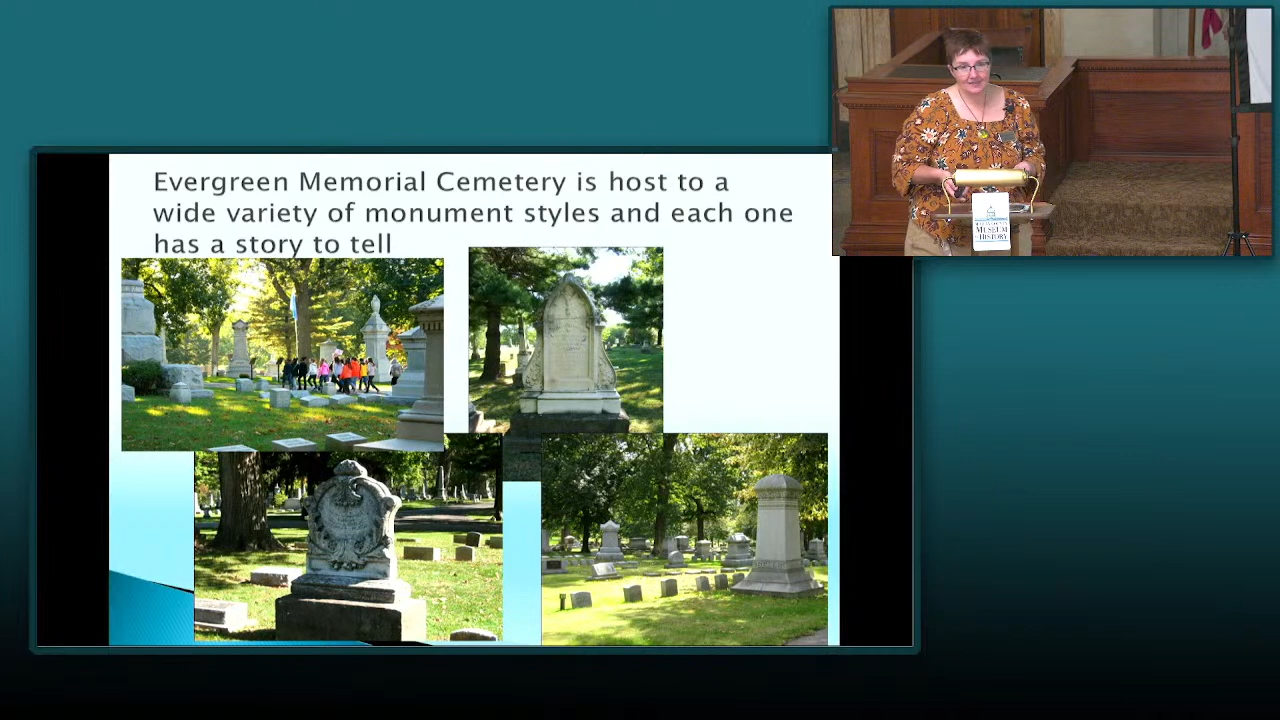 Evergreen Memorial Cemetery is host to a
wide variety of monument styles and each one
has a story to tell
MUSEUM
HISTORY